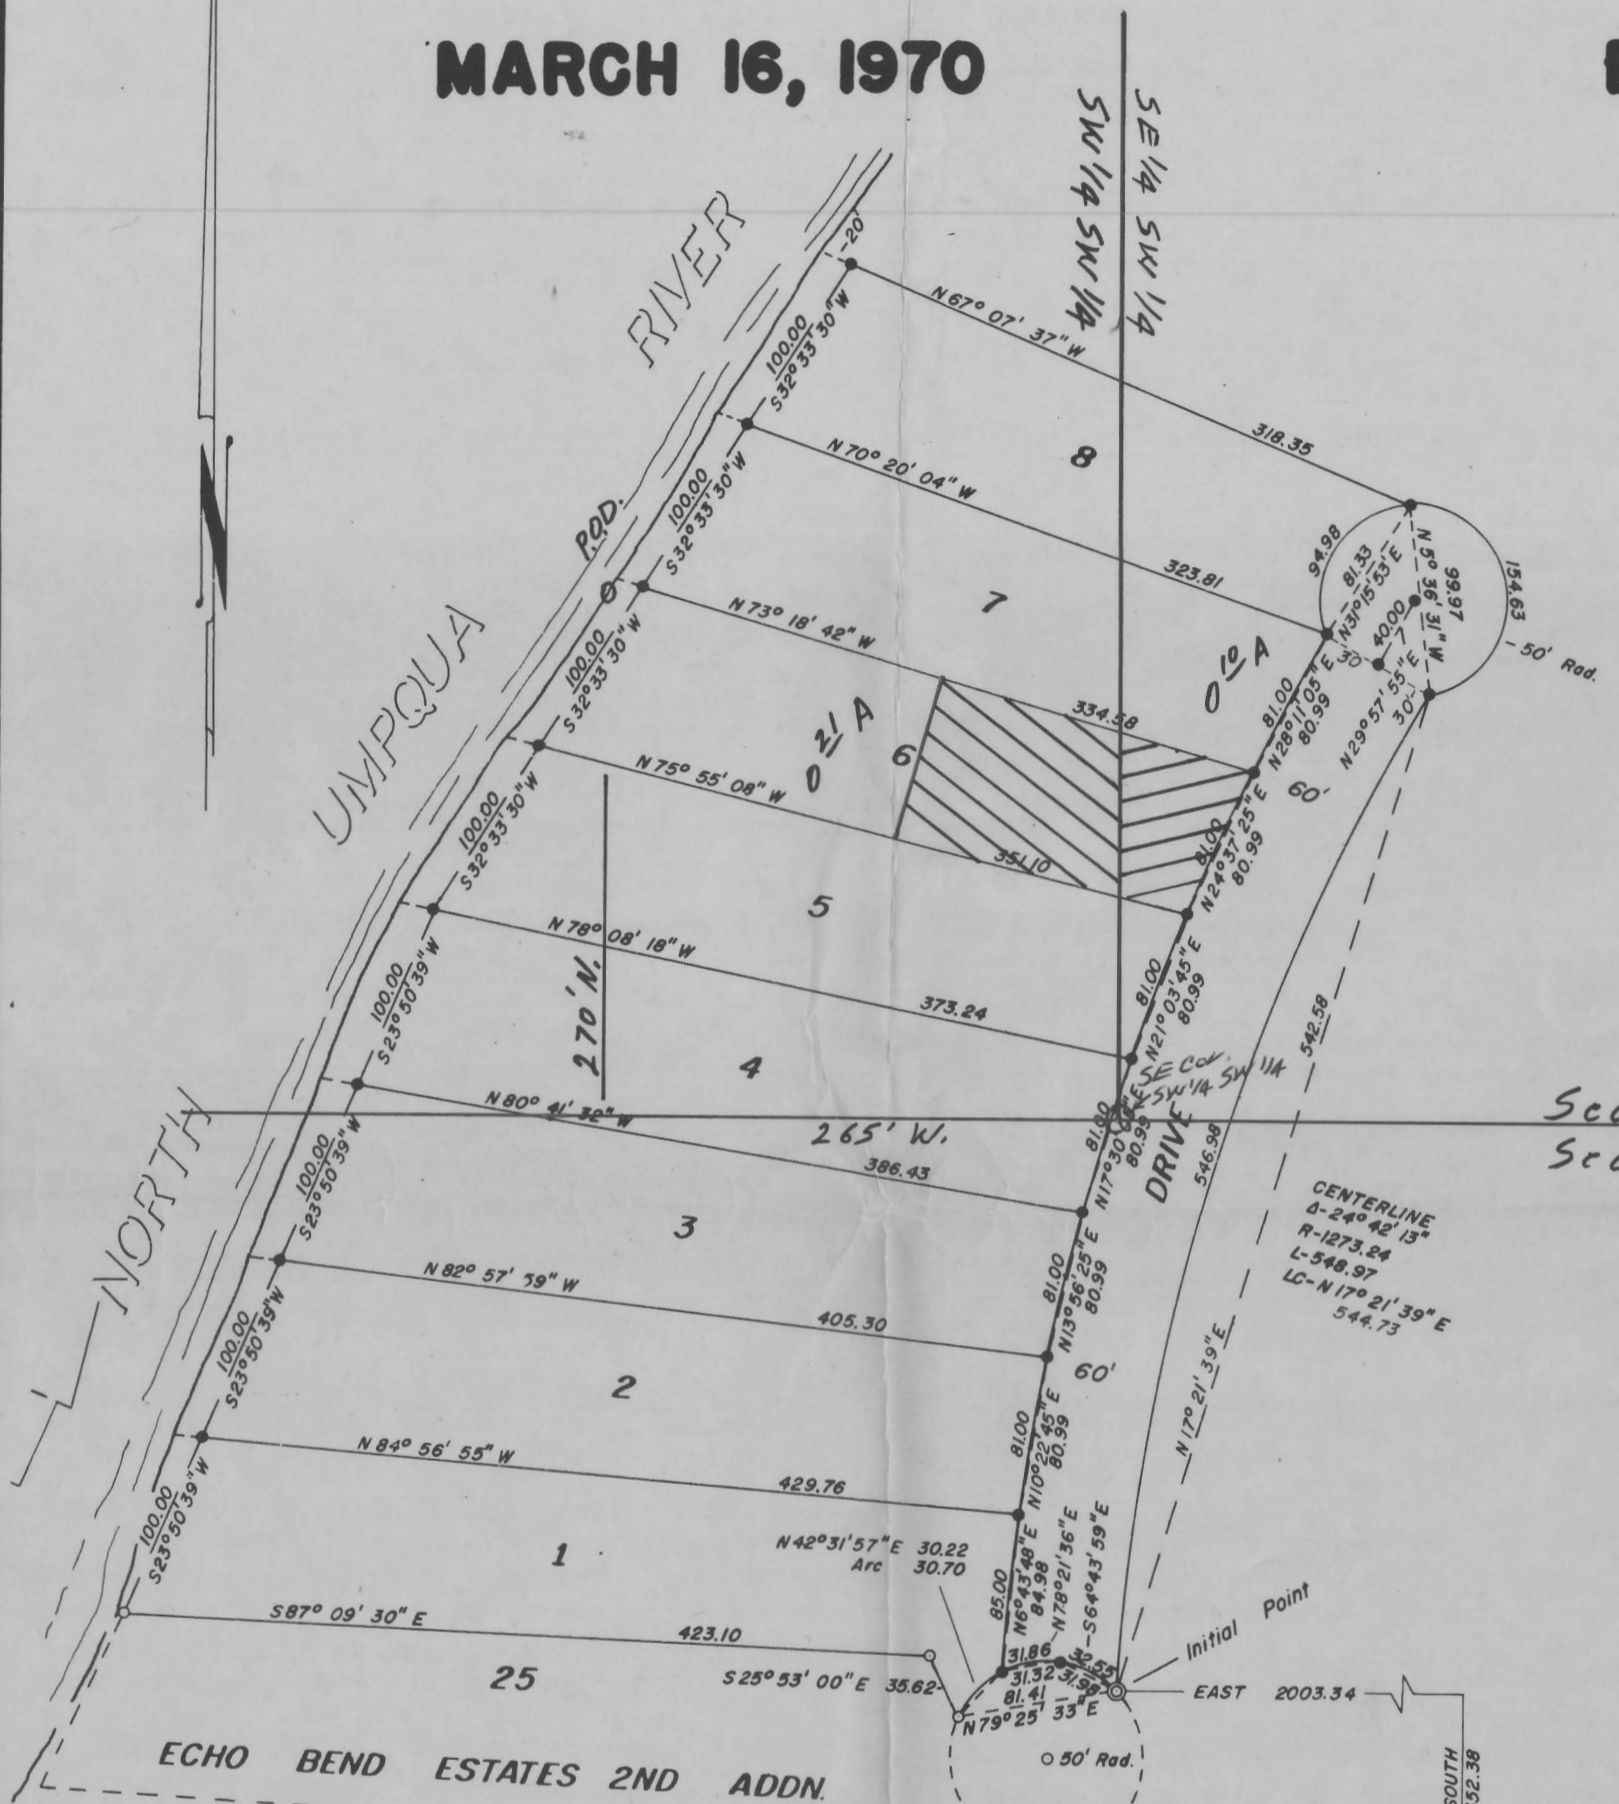 MARCH 16, 1970
SW 1/4 SW 1/4
SE 1/4 SW 1/4
RIVER
20'
N 67° 07' 37" W
318.35
100.00
S 32° 33' 30" W
8
N 70° 20' 04" W
323.81
100.00
S 32° 33' 30" W
P.O.D.
7
94.98
81.33
N 31° 15' 53" E
N 5° 36' 31" W
99.97
154.63
- 50' Rad.
40.00
7
30'
N 29° 57' 55" E
30'
N 73° 18' 42" W
334.58
0 10 A
81.00
N 28° 11' 05" E
80.99
60'
100.00
S 32° 33' 30" W
UMPQUA
0 21 A
6
N 75° 55' 08" W
351.10
81.00
N 24° 37' 25" E
80.99
100.00
S 32° 33' 30" W
5
N 78° 08' 18" W
373.24
270' N.
81.00
N 21° 03' 45" E
80.99
542.58
100.00
S 23° 50' 39" W
4
SE Cor.
SW 1/4 SW 1/4
N 80° 41' 32" W
265' W.
386.43
81.00
80.99
DRIVE
546.98
NORTH
100.00
S 23° 50' 39" W
3
CENTERLINE
Δ-24° 42' 13"
R-1273.24
L-548.97
LC-N 17° 21' 39" E
544.73
N 82° 57' 39" W
405.30
81.00
N 13° 56' 25" E
80.99
60'
100.00
S 23° 50' 39" W
2
N 17° 21' 39" E
N 84° 56' 55" W
429.76
81.00
N 10° 22' 45" E
80.99
100.00
S 23° 50' 39" W
1
N 42° 31' 57" E 30.22
Arc 30.70
85.00
N 6° 43' 48" E
84.98
N 78° 21' 36" E
S 64° 43' 59" E
Initial Point
S 87° 09' 30" E
423.10
25
S 25° 53' 00" E 35.62
31.86
31.32
32.55
31.98
81.41
N 79° 25' 33" E
EAST 2003.34
50' Rad.
SOUTH
52.38
ECHO BEND ESTATES 2ND ADDN.